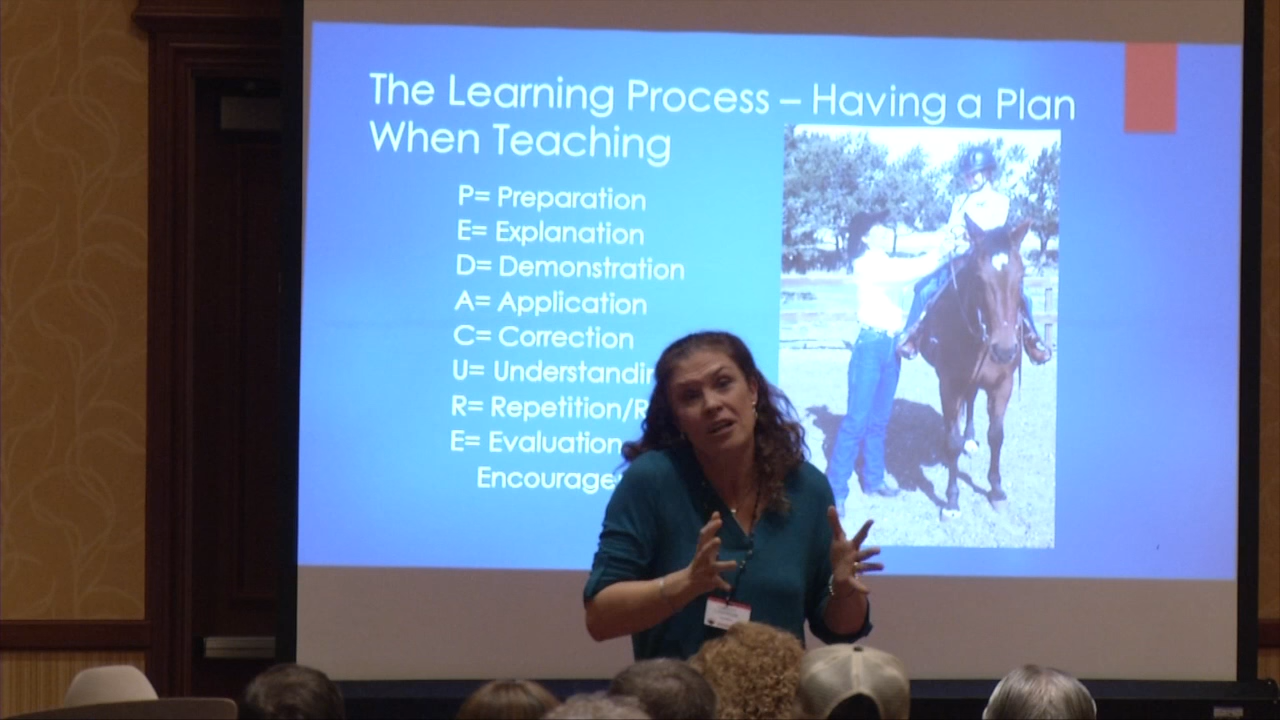 The Learning Process – Having a Plan
When Teaching
P= Preparation
E= Explanation
D= Demonstration
A= Application
C= Correction
U= Understandin
R= Repetition/R
E= Evaluation
Encourage